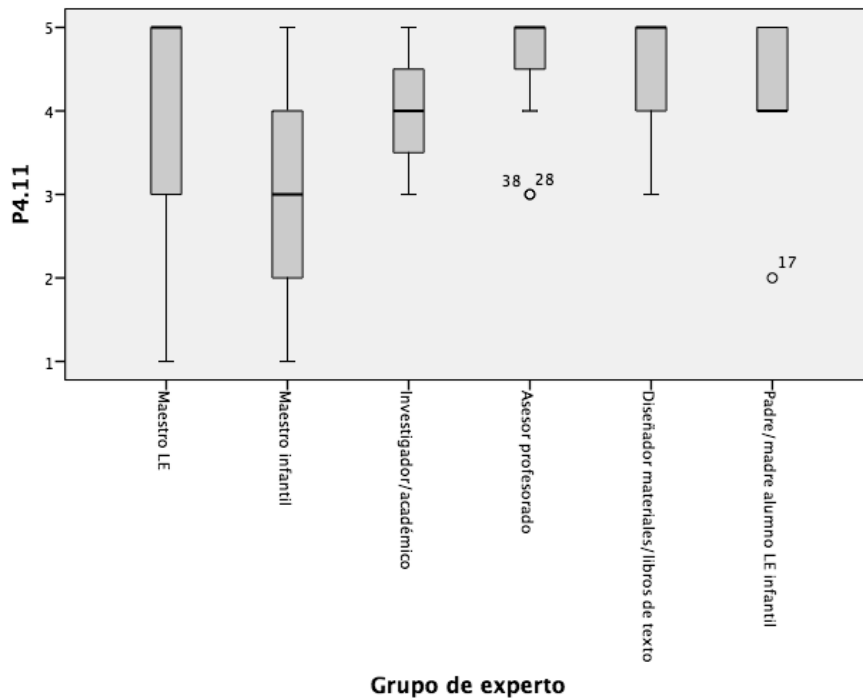 P4.11
5
4
3
2
1
38 28
17
Maestro LE
Maestro infantil
Investigador/académico
Asesor profesorado
Diseñador materiales/libros de texto
Padre/madre alumno LE infantil
Grupo de experto